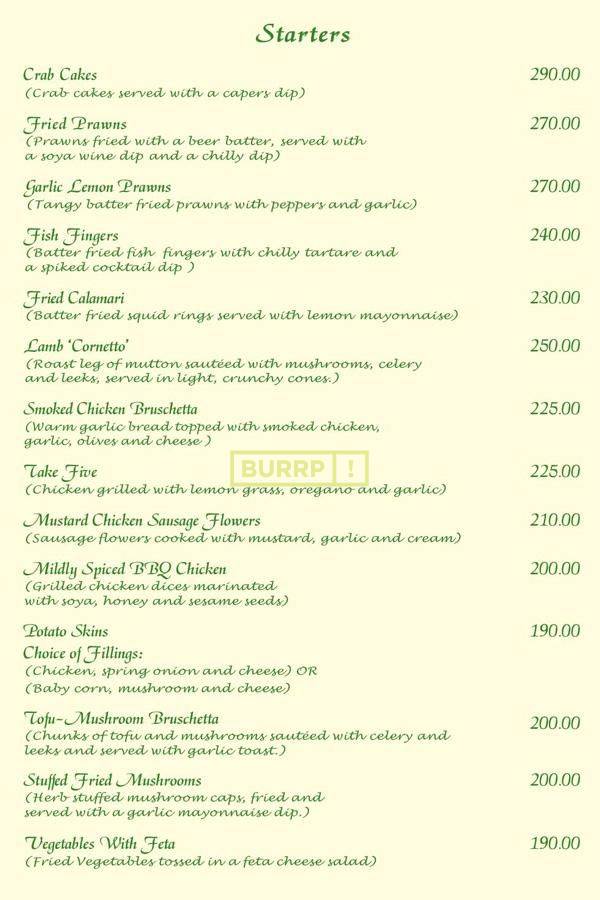 Starters
Crab Cakes 290.00
(Crab cakes served with a capers dip)
Fried Prawns 270.00
(Prawns fried with a beer batter, served with
a soya wine dip and a chilly dip)
Garlic Lemon Prawns 270.00
(Tangy batter fried prawns with peppers and garlic)
Fish Fingers 240.00
(Batter fried fish fingers with chilly tartare and
a spiked cocktail dip )
Fried Calamari 230.00
(Batter fried squid rings served with lemon mayonnaise)
Lamb 'Cornetto' 250.00
(Roast leg of mutton sautéed with mushrooms, celery
and leeks, served in light, crunchy cones.)
Smoked Chicken Bruschetta 225.00
(Warm garlic bread topped with smoked chicken,
garlic, olives and cheese )
BURRP !
Take Five 225.00
(Chicken grilled with lemon grass, oregano and garlic)
Mustard Chicken Sausage Flowers 210.00
(Sausage flowers cooked with mustard, garlic and cream)
Mildly Spiced BBQ Chicken 200.00
(Grilled chicken dices marinated
with soya, honey and sesame seeds)
Potato Skins 190.00
Choice of Fillings:
(Chicken, spring onion and cheese) OR
(Baby corn, mushroom and cheese)
Tofu-Mushroom Bruschetta 200.00
(Chunks of tofu and mushrooms sautéed with celery and
leeks and served with garlic toast.)
Stuffed Fried Mushrooms 200.00
(Herb stuffed mushroom caps, fried and
served with a garlic mayonnaise dip.)
Vegetables With Feta 190.00
(Fried Vegetables tossed in a feta cheese salad)